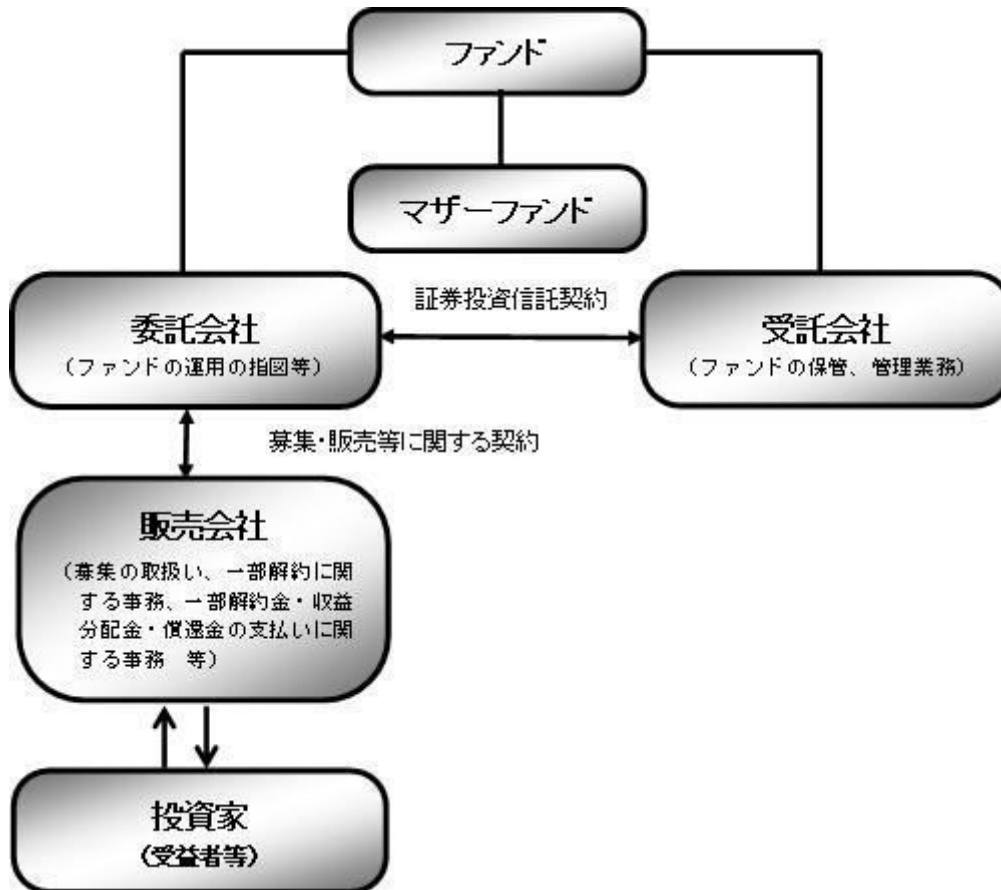 ファンド
マザーファンド
証券投資信託契約
委託会社
（ファンドの運用の指図等）
受託会社
（ファンドの保管、管理業務）
募集・販売等に関する契約
販売会社
（募集の取扱い、一部解約に関
する事務、一部解約金・収益
分配金・償還金の支払いに関
する事務　等）
投資家
（受益者等）